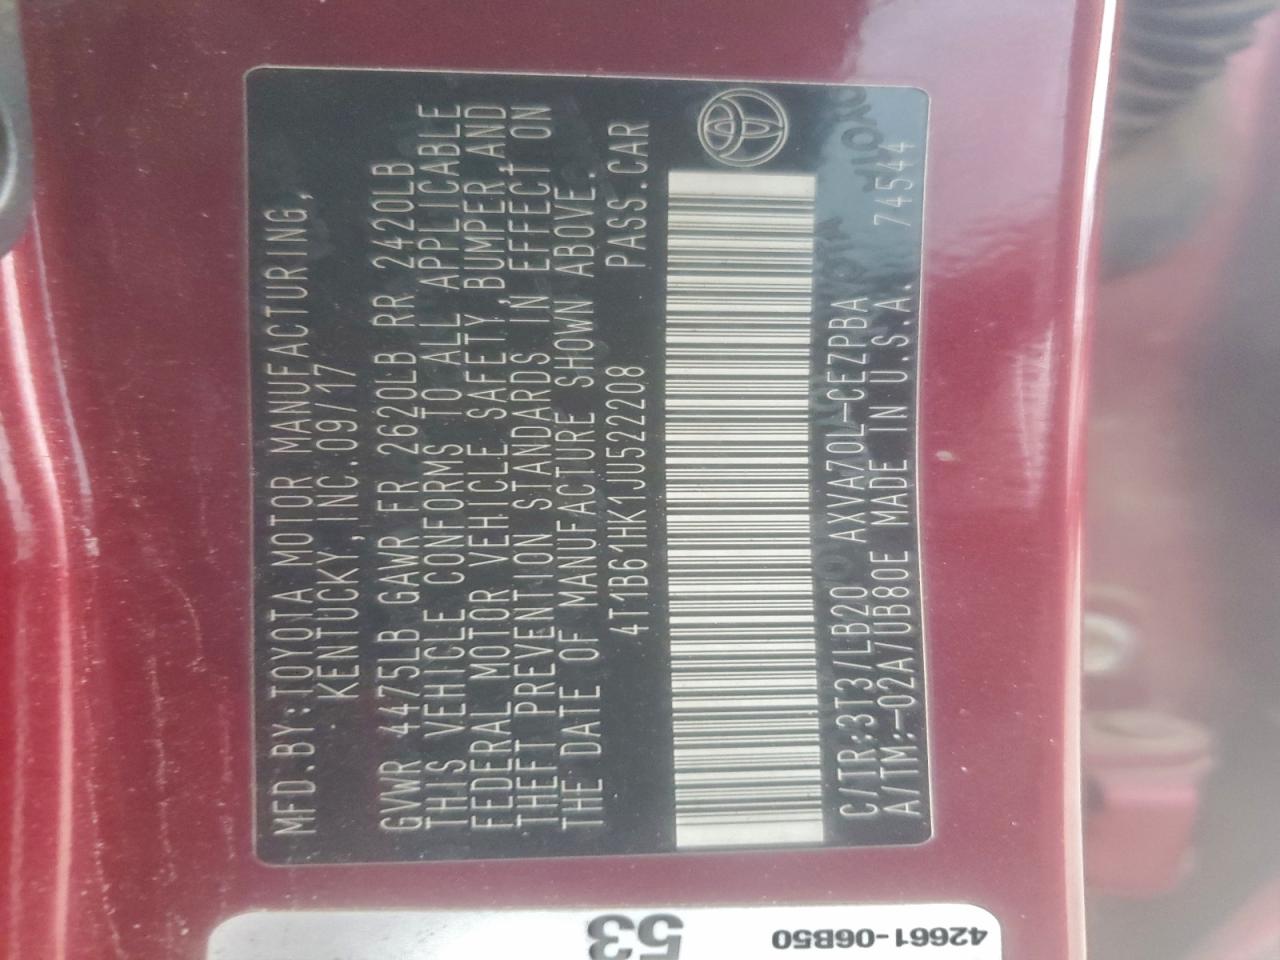 MFD.BY:TOYOTA MOTOR MANUFACTURING,
KENTUCKY,INC.09/17
GVWR 4475LB GAWR FR 2620LB RR 2420LB
THIS VEHICLE CONFORMS TO ALL APPLICABLE
FEDERAL MOTOR VEHICLE SAFETY,BUMPER,AND
THEFT PREVENTION STANDARDS IN EFFECT ON
THE DATE OF MANUFACTURE SHOWN ABOVE.
4T1B61HK1JU522208 PASS.CAR
C/TR:3T3/LB20 AXVA70L-CEZPBA
A/TM:-02A/UB80E MADE IN U.S.A. 74544
53
42661-06B50